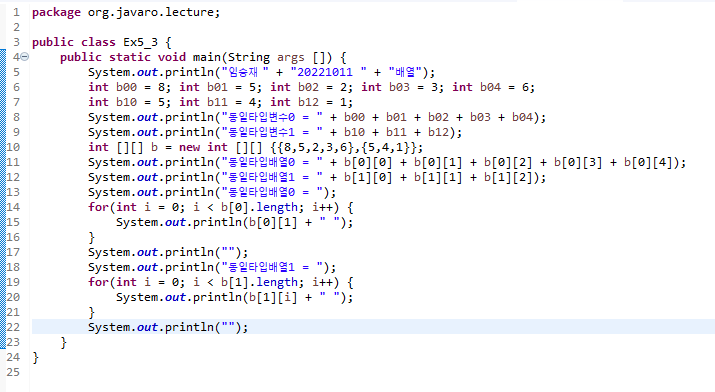 1 package org.javaro.lecture;
2
3 public class Ex5_3 {
4 public static void main(String args []) {
5 System.out.println("임승재 " + "20221011 " + "배열");
6 int b00 = 8; int b01 = 5; int b02 = 2; int b03 = 3; int b04 = 6;
7 int b10 = 5; int b11 = 4; int b12 = 1;
8 System.out.println("동일타입변수0 = " + b00 + b01 + b02 + b03 + b04);
9 System.out.println("동일타입변수1 = " + b10 + b11 + b12);
10 int [][] b = new int [][] {{8,5,2,3,6},{5,4,1}};
11 System.out.println("동일타입배열0 = " + b[0][0] + b[0][1] + b[0][2] + b[0][3] + b[0][4]);
12 System.out.println("동일타입배열1 = " + b[1][0] + b[1][1] + b[1][2]);
13 System.out.println("동일타입배열0 = ");
14 for(int i = 0; i < b[0].length; i++) {
15 System.out.println(b[0][1] + " ");
16 }
17 System.out.println("");
18 System.out.println("동일타입배열1 = ");
19 for(int i = 0; i < b[1].length; i++) {
20 System.out.println(b[1][i] + " ");
21 }
22 System.out.println("");
23 }
24 }
25